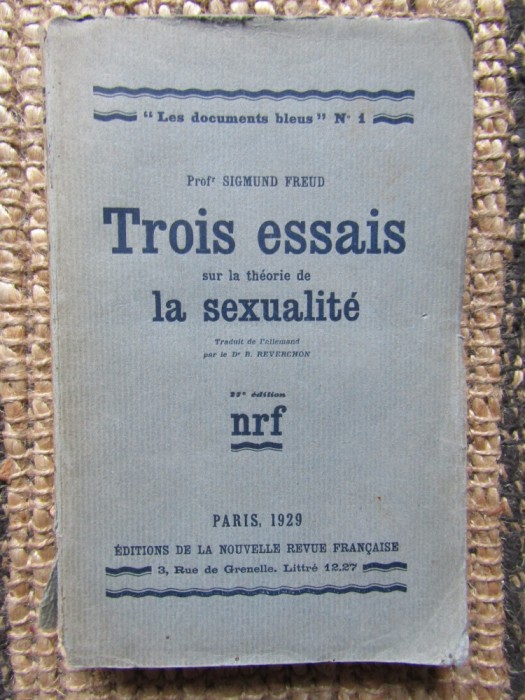 "Les documents bleus" N° 1
Profr SIGMUND FREUD
Trois essais
sur la théorie de
la sexualité
Traduit de l'allemand
par le Dr B. REVERCHON
édition
nrf
PARIS, 1929
ÉDITIONS DE LA NOUVELLE REVUE FRANÇAISE
3, Rue de Grenelle. Littré 12.27